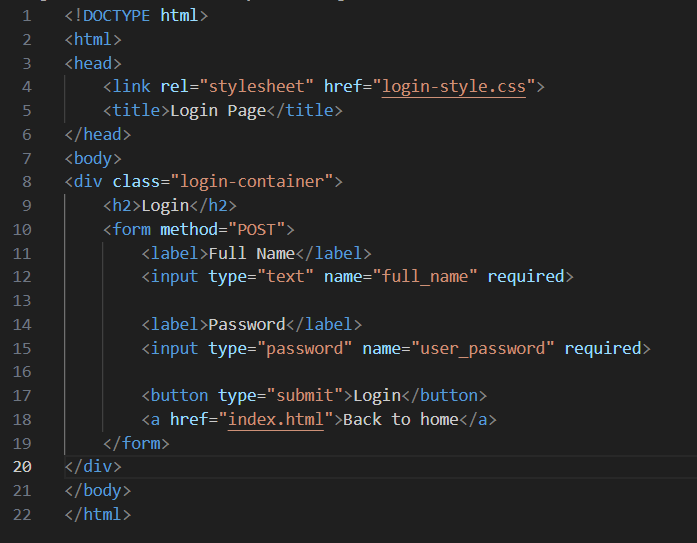 1 <!DOCTYPE html>
2 <html>
3 <head>
4     <link rel="stylesheet" href="login-style.css">
5     <title>Login Page</title>
6 </head>
7 <body>
8 <div class="login-container">
9     <h2>Login</h2>
10     <form method="POST">
11         <label>Full Name</label>
12         <input type="text" name="full_name" required>
13
14         <label>Password</label>
15         <input type="password" name="user_password" required>
16
17         <button type="submit">Login</button>
18         <a href="index.html">Back to home</a>
19     </form>
20 </div>
21 </body>
22 </html>